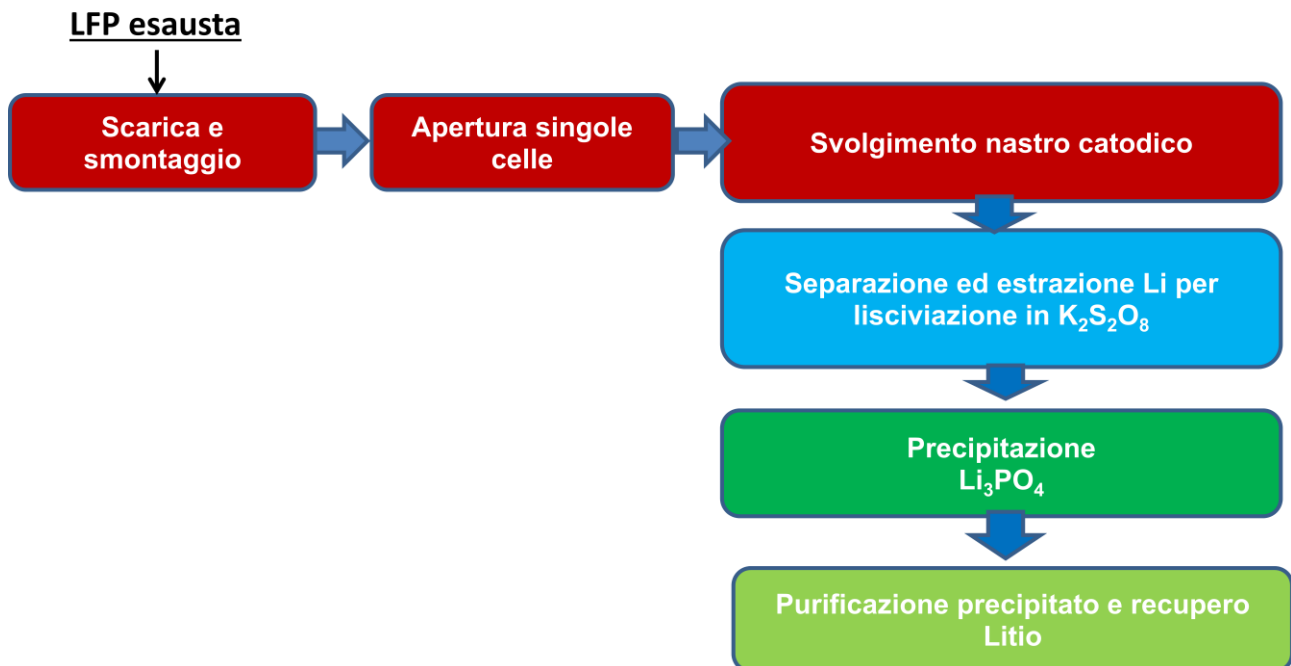 LFP esausta
Scarica e
smontaggio
Apertura singole
celle
Svolgimento nastro catodico
Separazione ed estrazione Li per
lisciviazione in K₂S₂O₈
Precipitazione
Li₃PO₄
Purificazione precipitato e recupero
Litio